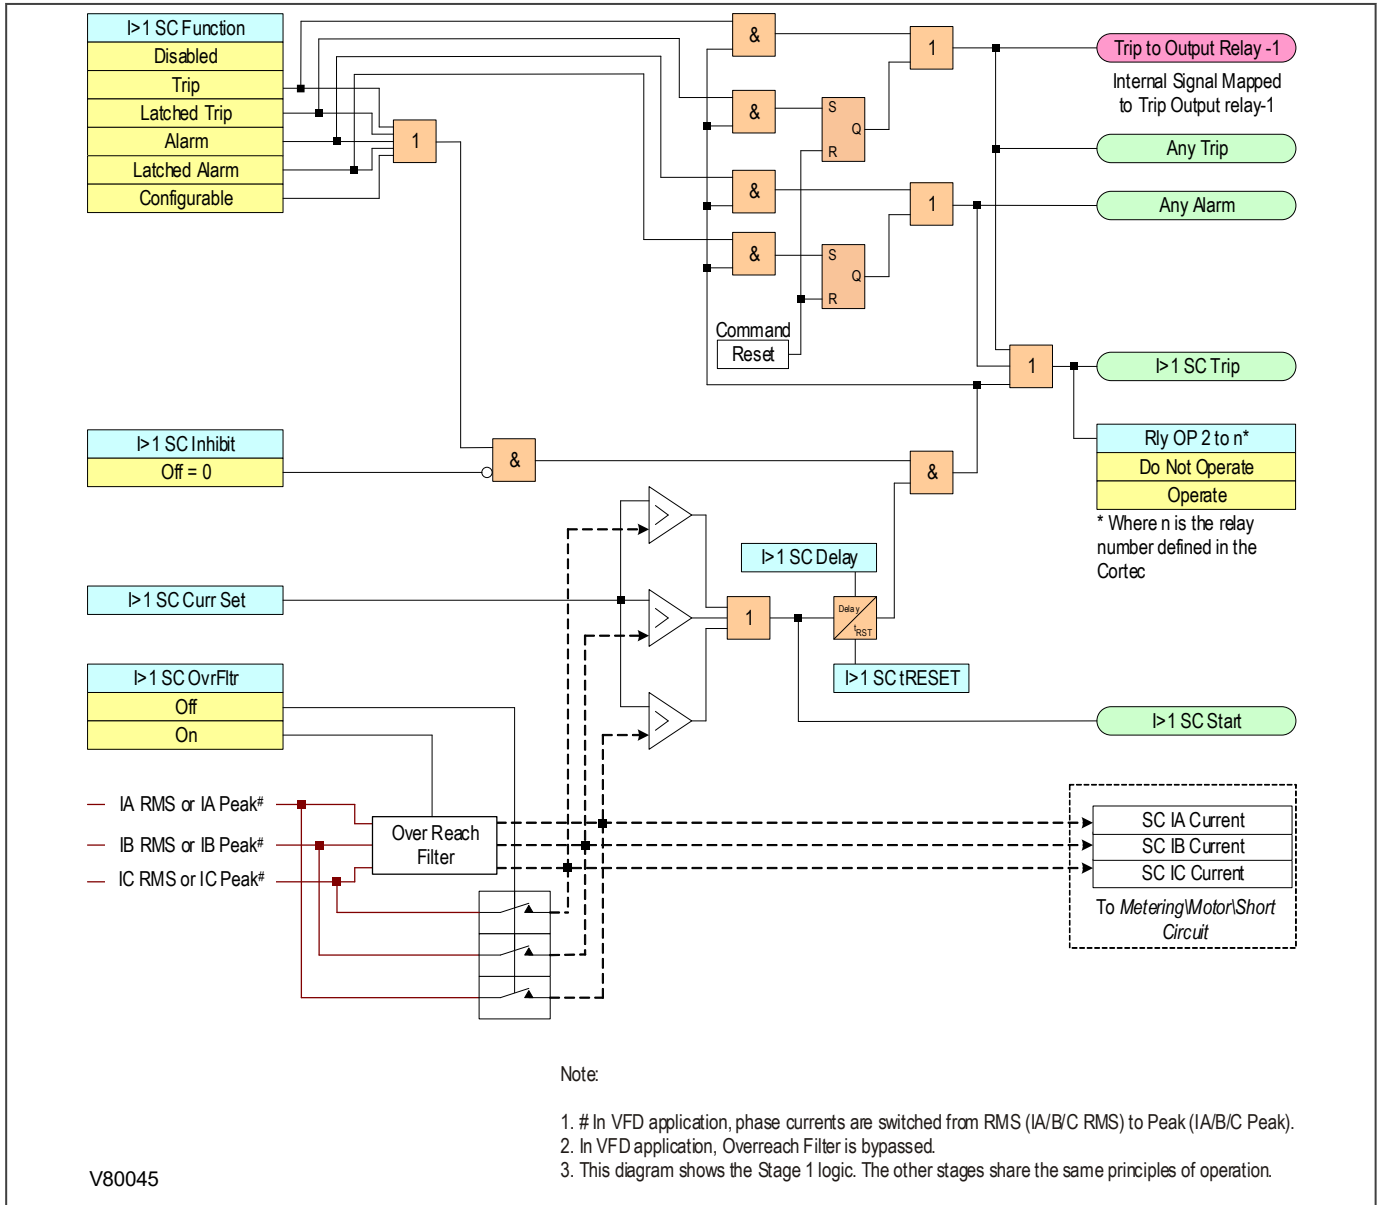 I>1 SC Function
Disabled
Trip
Latched Trip
Alarm
Latched Alarm
Configurable
1
&
&
&
&
S
Q
R
S
Q
R
1
1
Command
Reset
Trip to Output Relay -1
Internal Signal Mapped
to Trip Output relay-1
Any Trip
Any Alarm
1
I>1 SC Trip
Rly OP 2 to n*
Do Not Operate
Operate
* Where n is the relay
number defined in the
Cortec
I>1 SC Inhibit
Off = 0
&
&
I>1 SC Curr Set
>
>
>
1
I>1 SC Delay
Delay
tRST
I>1 SC tRESET
I>1 SC Start
I>1 SC OvrFltr
Off
On
IA RMS or IA Peak#
IB RMS or IB Peak#
IC RMS or IC Peak#
Over Reach
Filter
SC IA Current
SC IB Current
SC IC Current
To Metering\Motor\Short
Circuit
Note:
1. # In VFD application, phase currents are switched from RMS (IA/B/C RMS) to Peak (IA/B/C Peak).
2. In VFD application, Overreach Filter is bypassed.
3. This diagram shows the Stage 1 logic. The other stages share the same principles of operation.
V80045